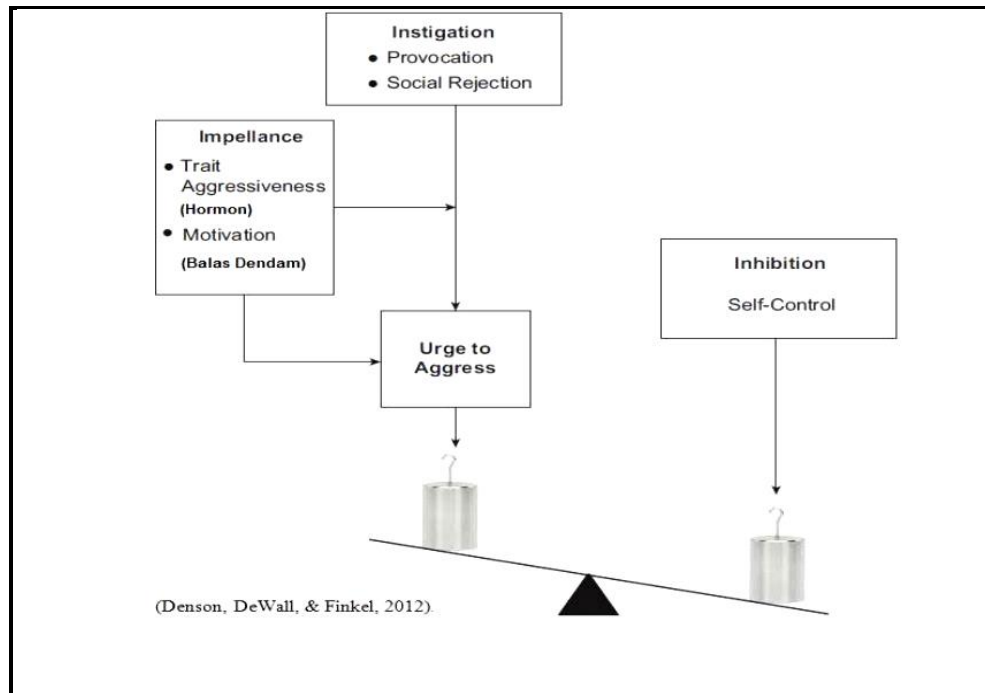 Instigation
● Provocation
● Social Rejection
Impellance
● Trait
Aggressiveness
(Hormon)
● Motivation
(Balas Dendam)
Inhibition
Self-Control
Urge to
Aggress
(Denson, DeWall, & Finkel, 2012).